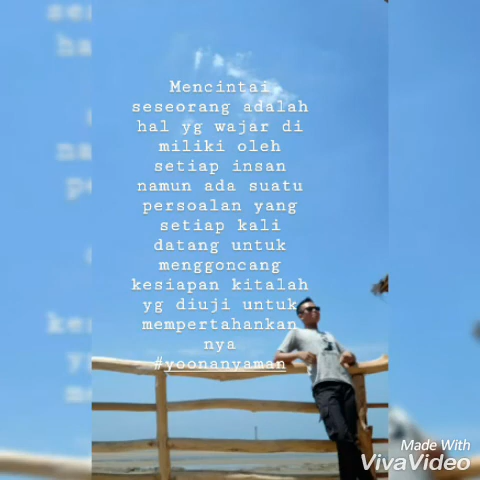 Mencintai
seseorang adalah
hal yg wajar di
miliki oleh
setiap insan
namun ada suatu
persoalan yang
setiap kali
datang untuk
menggoncang
kesiapan kitalah
yg diuji untuk
mempertahankan
nya
#yoonanyaman
Made With
VivaVideo